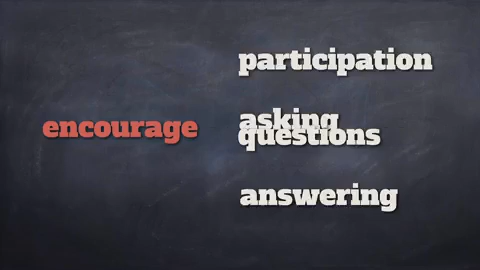 participation
asking
encourage
questions
answering